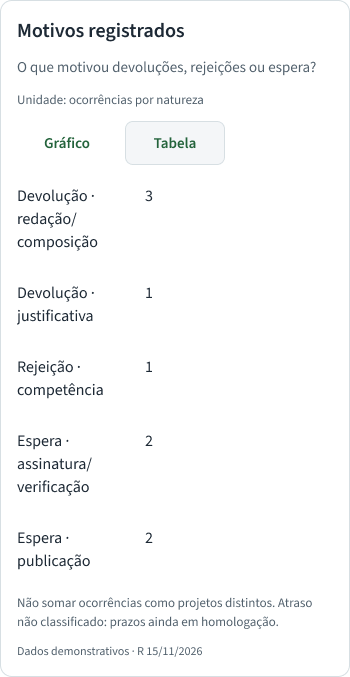 Motivos registrados
O que motivou devoluções, rejeições ou espera?
Unidade: ocorrências por natureza
Gráfico Tabela
Devolução · 3
redação/
composição
Devolução · 1
justificativa
Rejeição · 1
competência
Espera · 2
assinatura/
verificação
Espera · 2
publicação
Não somar ocorrências como projetos distintos. Atraso
não classificado: prazos ainda em homologação.
Dados demonstrativos · R 15/11/2026